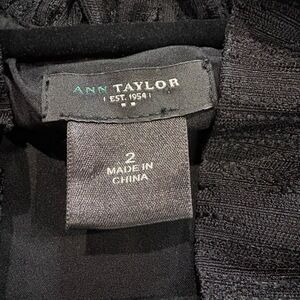 ANN TAYLOR
EST. 1954
2
MADE IN
CHINA